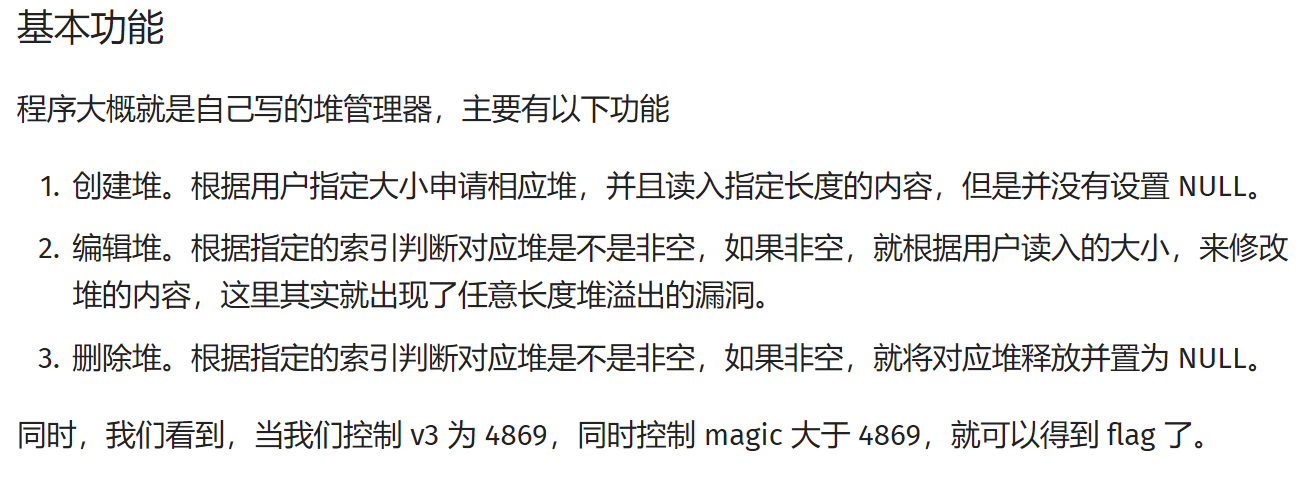 基本功能
程序大概就是自己写的堆管理器，主要有以下功能
1. 创建堆。根据用户指定大小申请相应堆，并且读入指定长度的内容，但是并没有设置 NULL。
2. 编辑堆。根据指定的索引判断对应堆是不是非空，如果非空，就根据用户读入的大小，来修改
堆的内容，这里其实就出现了任意长度堆溢出的漏洞。
3. 删除堆。根据指定的索引判断对应堆是不是非空，如果非空，就将对应堆释放并置为 NULL。
同时，我们看到，当我们控制 v3 为 4869，同时控制 magic 大于 4869，就可以得到 flag 了。